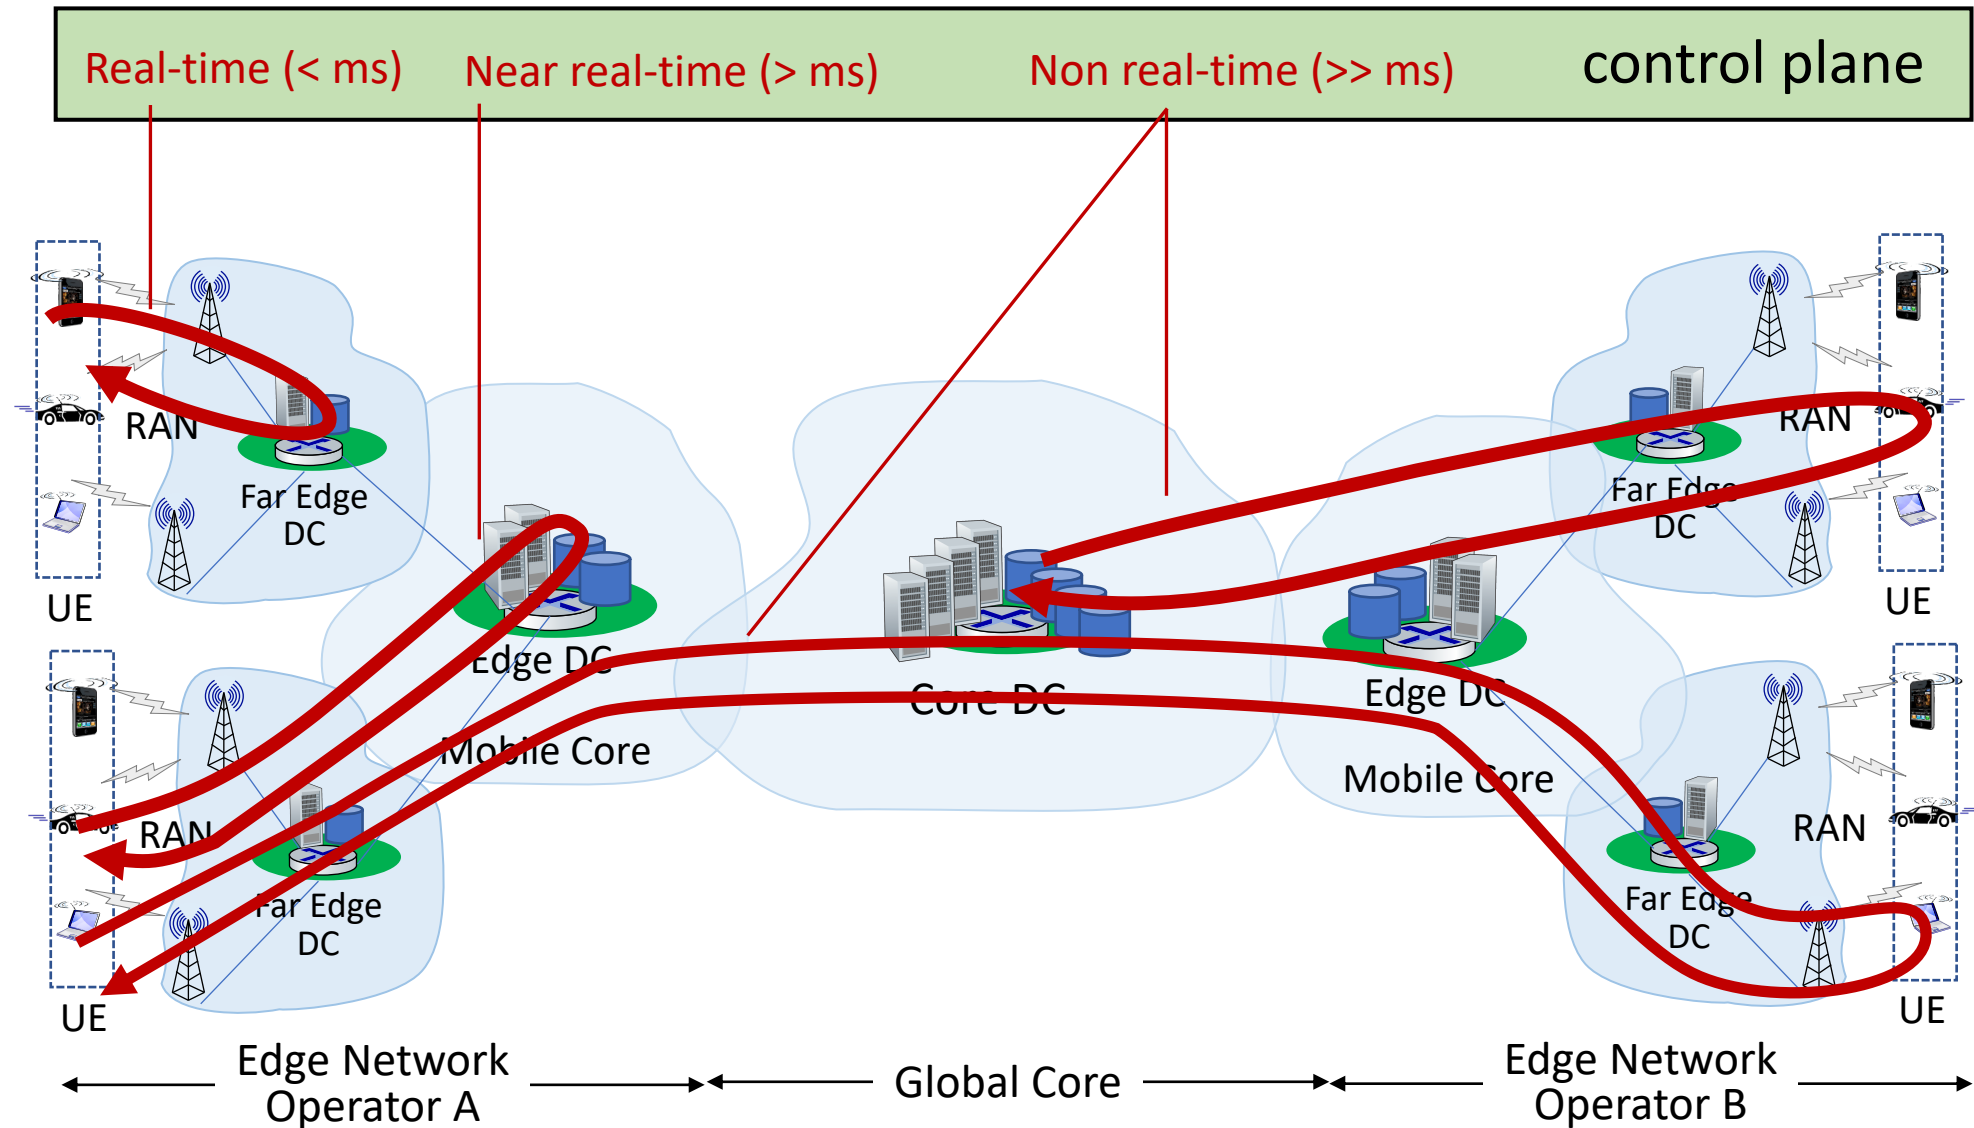 Real-time (< ms)
Near real-time (> ms)
Non real-time (>> ms)
control plane
RAN
Far Edge
DC
UE
RAN
Far Edge
DC
UE
Edge DC
Mobile Core
Core DC
Edge DC
Mobile Core
RAN
Far Edge
DC
UE
RAN
Far Edge
DC
UE
Edge Network
Operator A
Global Core
Edge Network
Operator B